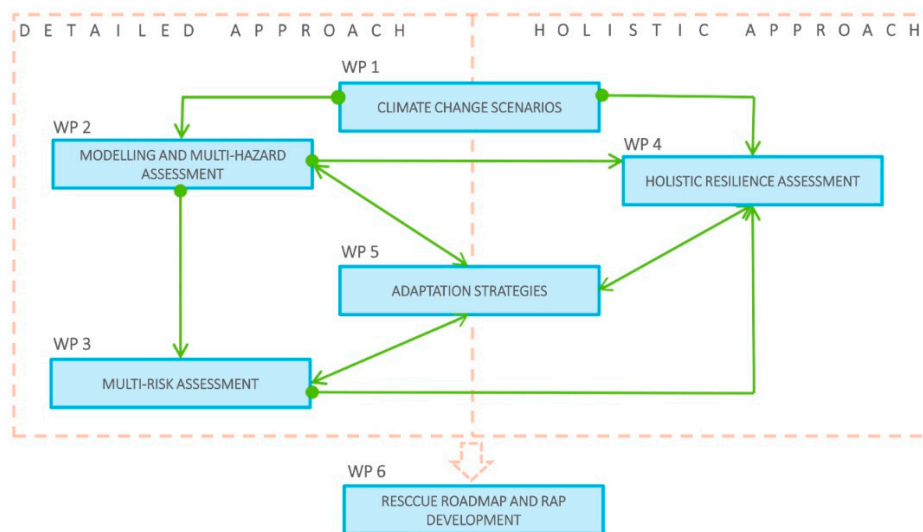 DETAILED APPROACH
HOLISTIC APPROACH
WP 1
CLIMATE CHANGE SCENARIOS
WP 2
MODELLING AND MULTI-HAZARD
ASSESSMENT
WP 4
HOLISTIC RESILIENCE ASSESSMENT
WP 5
ADAPTATION STRATEGIES
WP 3
MULTI-RISK ASSESSMENT
WP 6
RESCCUE ROADMAP AND RAP
DEVELOPMENT